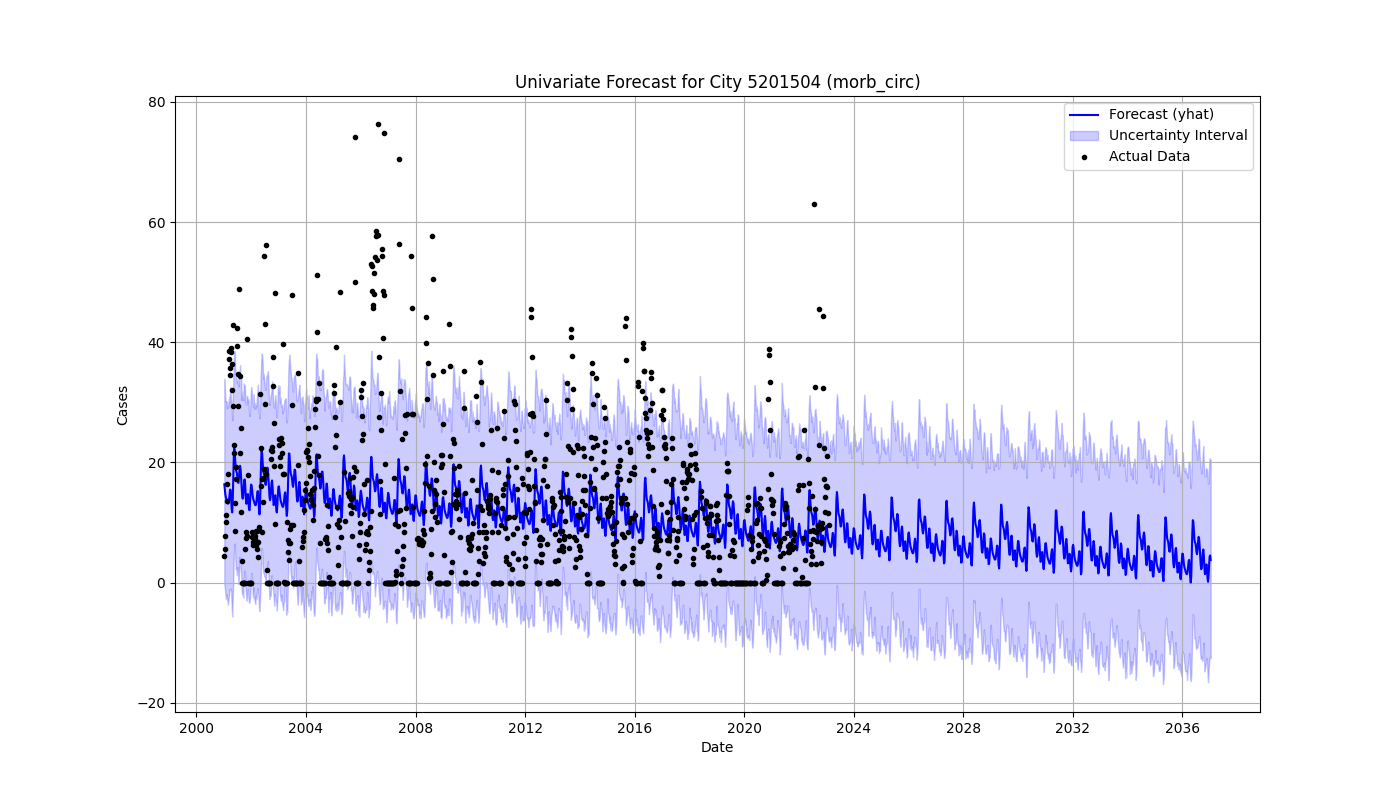 Univariate Forecast for City 5201504 (morb_circ)
Forecast (yhat)
Uncertainty Interval
Actual Data
80
60
40
20
0
−20
Cases
2000 2004 2008 2012 2016 2020 2024 2028 2032 2036
Date